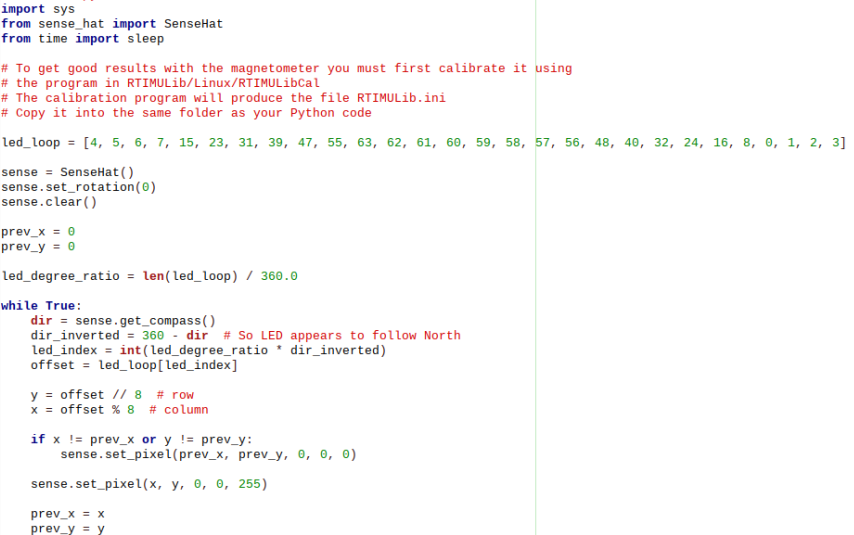 import sys
from sense_hat import SenseHat
from time import sleep

# To get good results with the magnetometer you must first calibrate it using
# the program in RTIMULib/Linux/RTIMULibCal
# The calibration program will produce the file RTIMULib.ini
# Copy it into the same folder as your Python code

led_loop = [4, 5, 6, 7, 15, 23, 31, 39, 47, 55, 63, 62, 61, 60, 59, 58, 57, 56, 48, 40, 32, 24, 16, 8, 0, 1, 2, 3]

sense = SenseHat()
sense.set_rotation(0)
sense.clear()

prev_x = 0
prev_y = 0

led_degree_ratio = len(led_loop) / 360.0

while True:
    dir = sense.get_compass()
    dir_inverted = 360 - dir  # So LED appears to follow North
    led_index = int(led_degree_ratio * dir_inverted)
    offset = led_loop[led_index]

    y = offset // 8  # row
    x = offset % 8  # column

    if x != prev_x or y != prev_y:
        sense.set_pixel(prev_x, prev_y, 0, 0, 0)

    sense.set_pixel(x, y, 0, 0, 255)

    prev_x = x
    prev_y = y